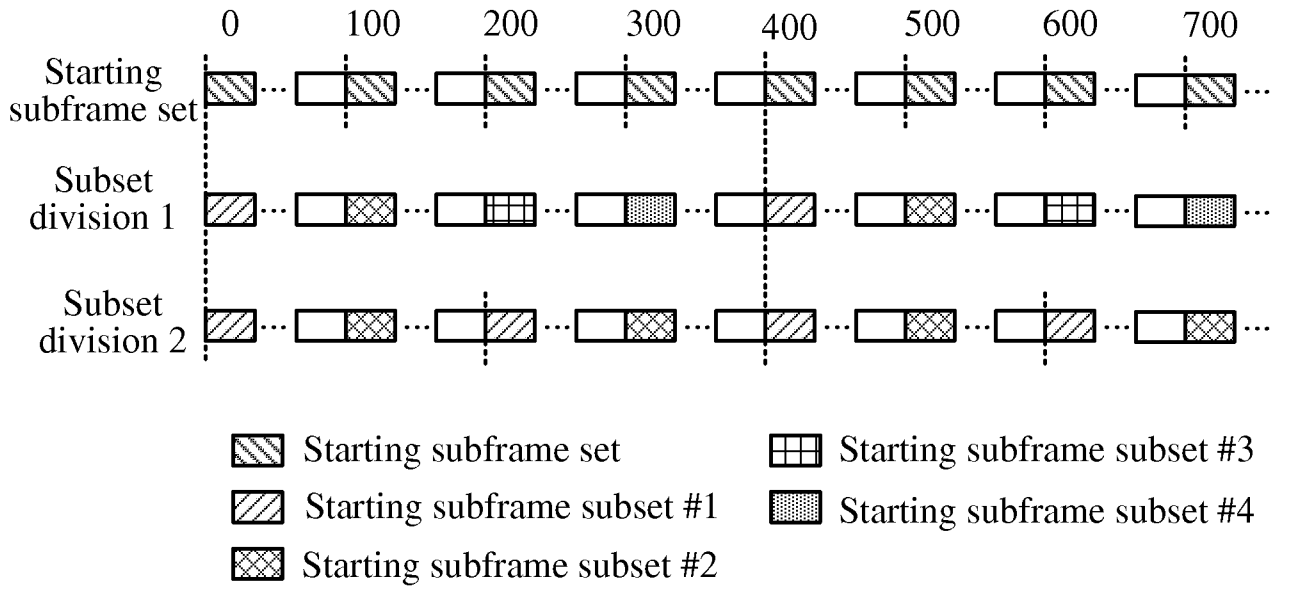 0 100 200 300 400 500 600 700
Starting
subframe set
...
Subset
division 1
...
Subset
division 2
...
Starting subframe set
Starting subframe subset #1
Starting subframe subset #2
Starting subframe subset #3
Starting subframe subset #4